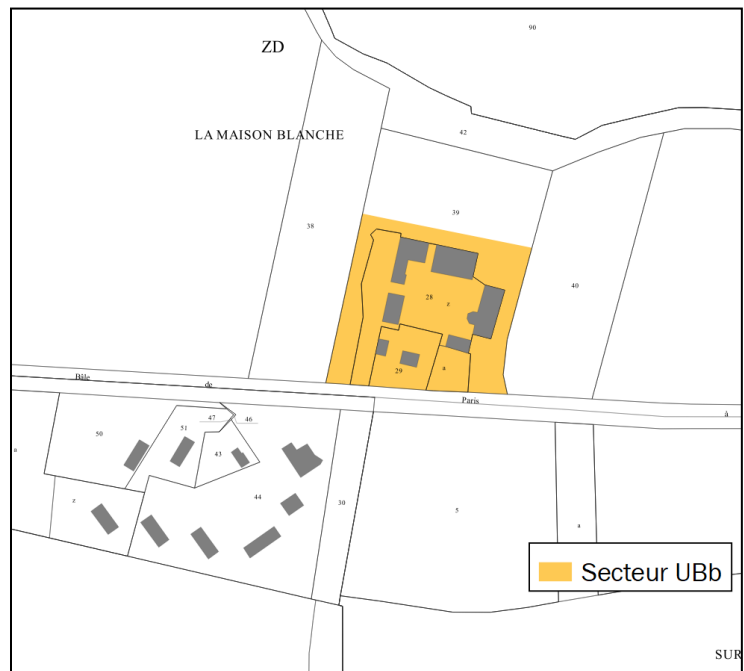 90
ZD
42
LA MAISON BLANCHE
39
38
40
28
z
29
a
Bâle
de
Paris
à
47
46
50
51
43
a
44
30
z
5
a
Secteur UBb
SUR